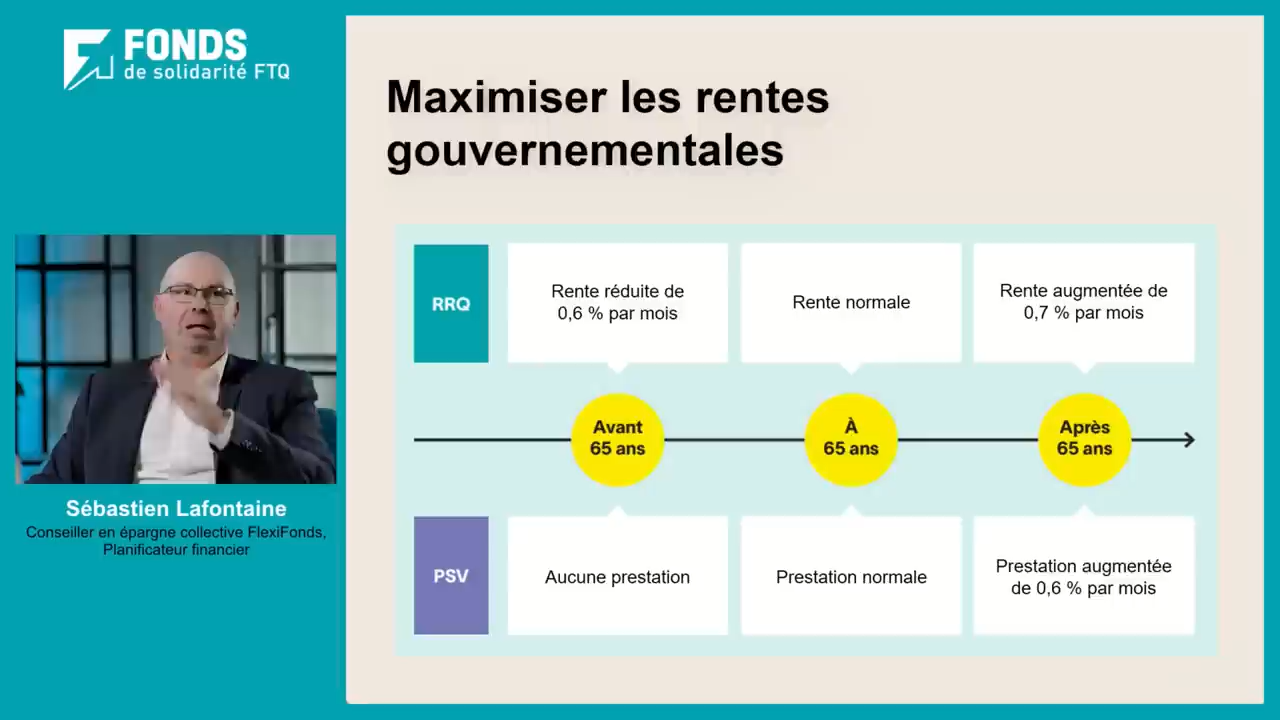 FONDS
de solidarité FTQ
Maximiser les rentes
gouvernementales
RRQ
Rente réduite de
0,6 % par mois
Rente normale
Rente augmentée de
0,7 % par mois
Avant
65 ans
À
65 ans
Après
65 ans
PSV
Aucune prestation
Prestation normale
Prestation augmentée
de 0,6 % par mois
Sébastien Lafontaine
Conseiller en épargne collective FlexiFonds,
Planificateur financier